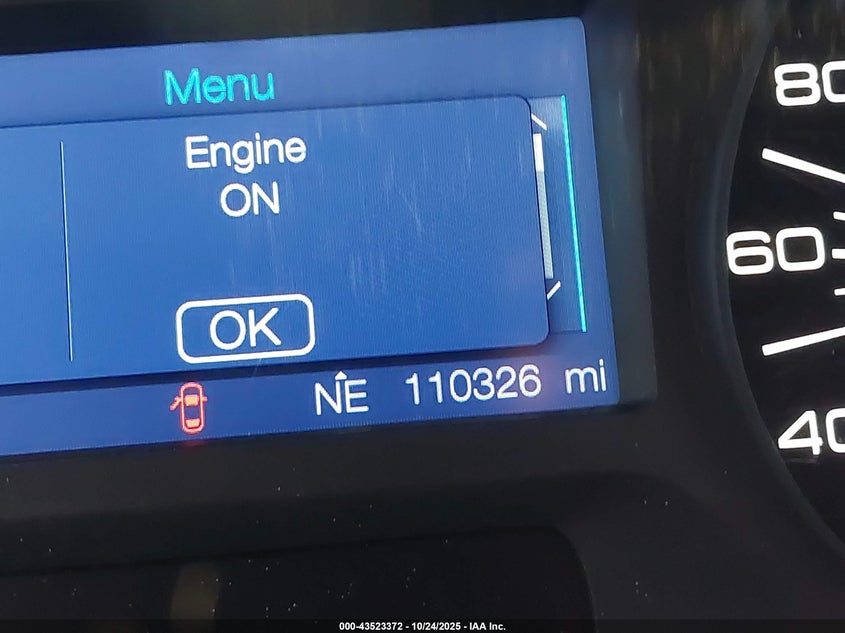 Menu
Engine
ON
OK
NE 110326 mi
80
60
40
000-43523372 - 10/24/2025 - IAA Inc.